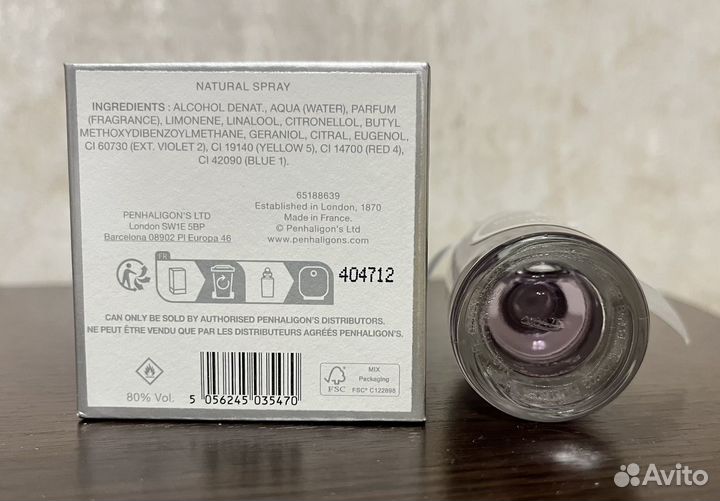 NATURAL SPRAY
INGREDIENTS : ALCOHOL DENAT., AQUA (WATER), PARFUM
(FRAGRANCE), LIMONENE, LINALOOL, CITRONELLOL, BUTYL
METHOXYDIBENZOYLMETHANE, GERANIOL, CITRAL, EUGENOL,
CI 60730 (EXT. VIOLET 2), CI 19140 (YELLOW 5), CI 14700 (RED 4),
CI 42090 (BLUE 1).
PENHALIGON'S LTD
London SW1E 5BP
Barcelona 08902 Pl Europa 46
65188639
Established in London, 1870
Made in France.
© Penhaligon's Ltd
www.penhaligons.com
FR
404712
CAN ONLY BE SOLD BY AUTHORISED PENHALIGON'S DISTRIBUTORS.
NE PEUT ÊTRE VENDU QUE PAR LES DISTRIBUTEURS AGRÉÉS PENHALIGON'S.
80% Vol.
5 056245 035470
FSC
MIX
Packaging
FSC® C122898
Avito